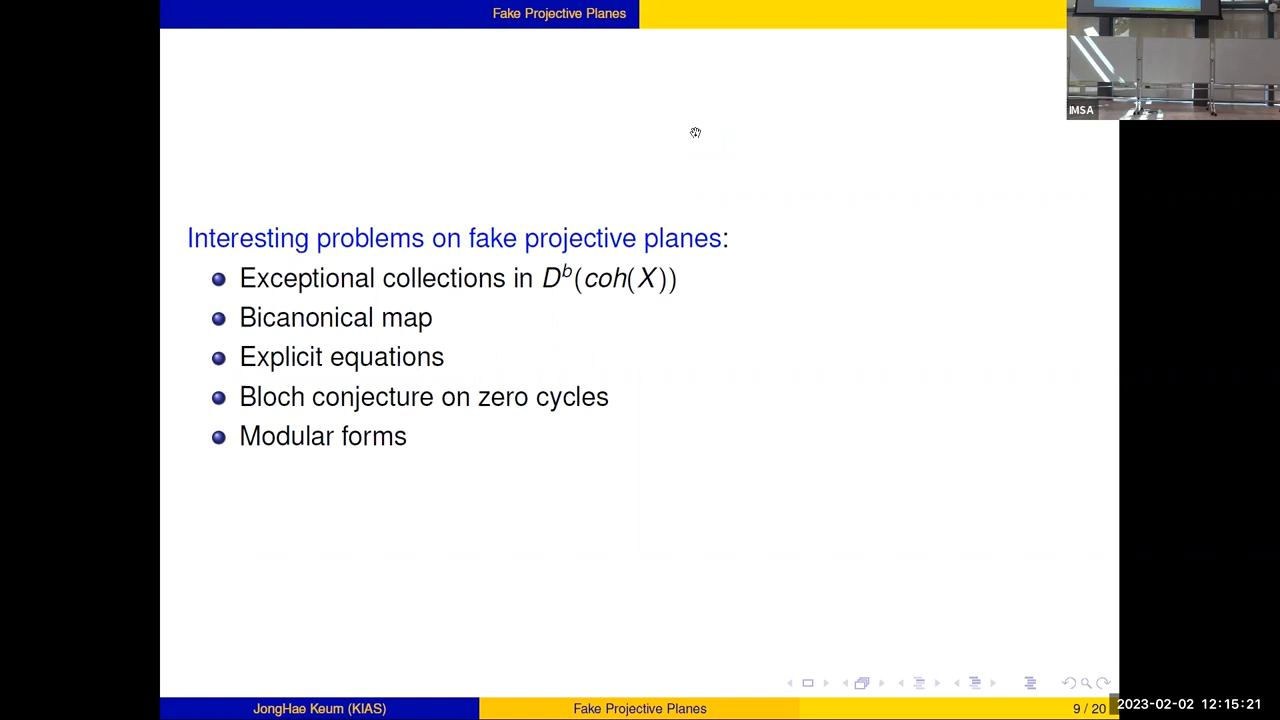 Fake Projective Planes
IMSA
Interesting problems on fake projective planes:
Exceptional collections in D^b(coh(X))
Bicanonical map
Explicit equations
Bloch conjecture on zero cycles
Modular forms
JongHae Keum (KIAS)
Fake Projective Planes
9 / 20
2023-02-02 12:15:21